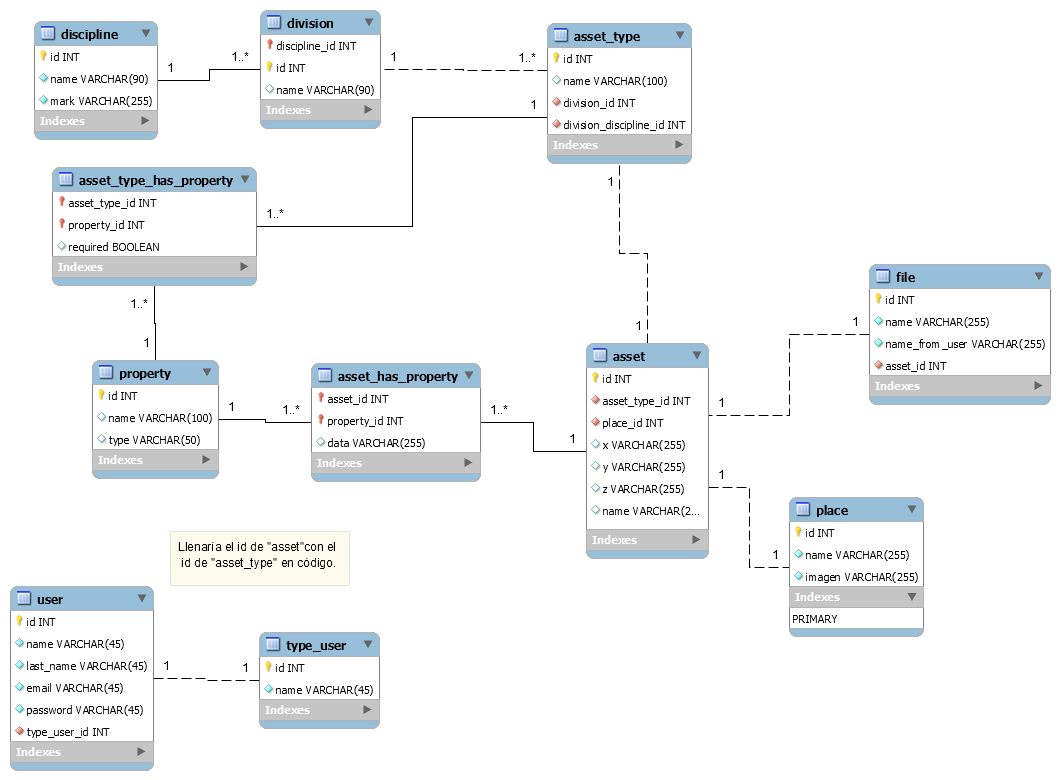 discipline
id INT
name VARCHAR(90)
mark VARCHAR(255)
Indexes
1
1..*
division
discipline_id INT
id INT
name VARCHAR(90)
Indexes
1
1..*
asset_type
id INT
name VARCHAR(100)
division_id INT
division_discipline_id INT
Indexes
1
1..*
asset_type_has_property
asset_type_id INT
property_id INT
required BOOLEAN
Indexes
1..*
1
1
1
property
id INT
name VARCHAR(100)
type VARCHAR(50)
Indexes
1
1..*
asset_has_property
asset_id INT
property_id INT
data VARCHAR(255)
Indexes
1..*
1
asset
id INT
asset_type_id INT
place_id INT
x VARCHAR(255)
y VARCHAR(255)
z VARCHAR(255)
name VARCHAR(2...
Indexes
1
1
file
id INT
name VARCHAR(255)
name_from_user VARCHAR(255)
asset_id INT
Indexes
1
1
place
id INT
name VARCHAR(255)
imagen VARCHAR(255)
Indexes
PRIMARY
Llenaria el id de "asset"con el
id de "asset_type" en código.
user
id INT
name VARCHAR(45)
last_name VARCHAR(45)
email VARCHAR(45)
password VARCHAR(45)
type_user_id INT
Indexes
1
1
type_user
id INT
name VARCHAR(45)
Indexes